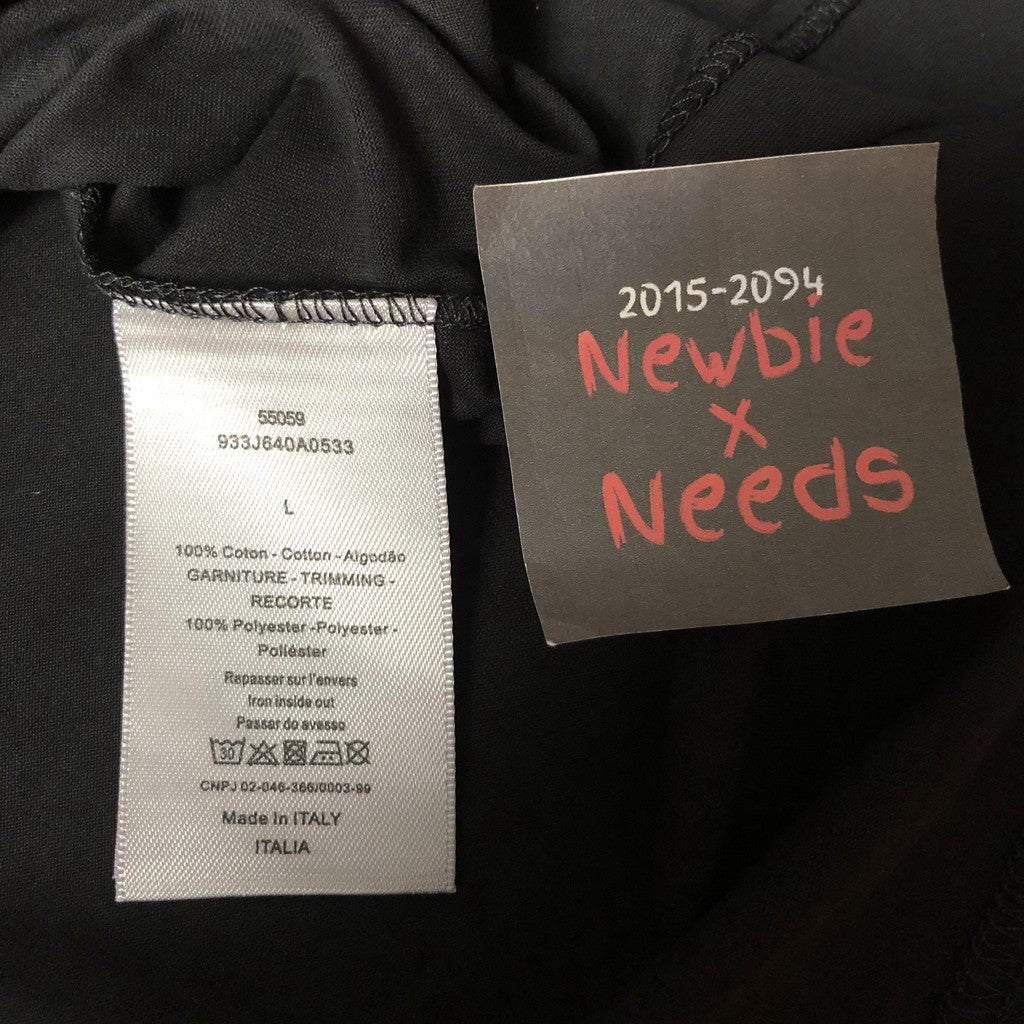 55059
933J640A0533
L
100% Coton - Cotton - Algodão
GARNITURE - TRIMMING -
RECORTE
100% Polyester -Polyester -
Poliéster
Repasser sur l'envers
Iron inside out
Passar do avesso
30
CNPJ 02-046-366/0003-99
Made In ITALY
ITALIA
2015-2094
Newbie
x
Needs